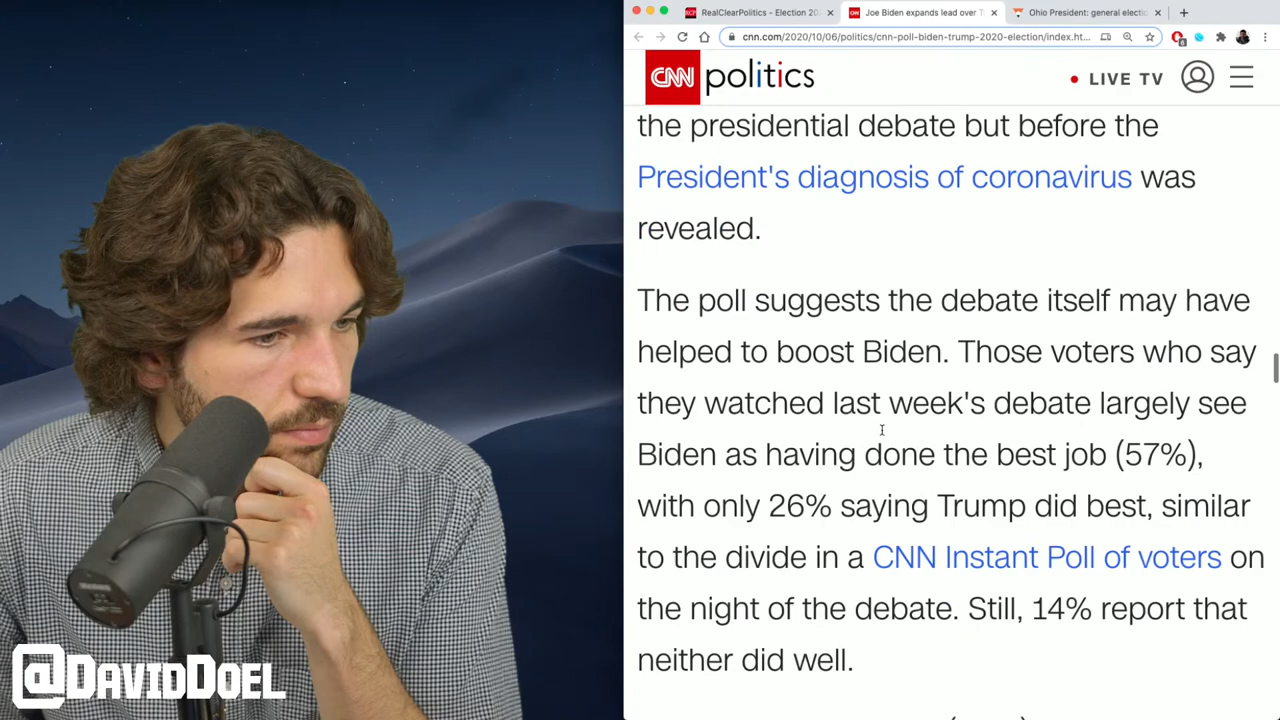 RealClearPolitics - Election 20
Joe Biden expands lead over T
Ohio President: general electio
cnn.com/2020/10/06/politics/cnn-poll-biden-trump-2020-election/index.ht...
CNN politics
LIVE TV
the presidential debate but before the
President's diagnosis of coronavirus was
revealed.
The poll suggests the debate itself may have
helped to boost Biden. Those voters who say
they watched last week's debate largely see
Biden as having done the best job (57%),
with only 26% saying Trump did best, similar
to the divide in a CNN Instant Poll of voters on
the night of the debate. Still, 14% report that
neither did well.
@DAVIDDOEL